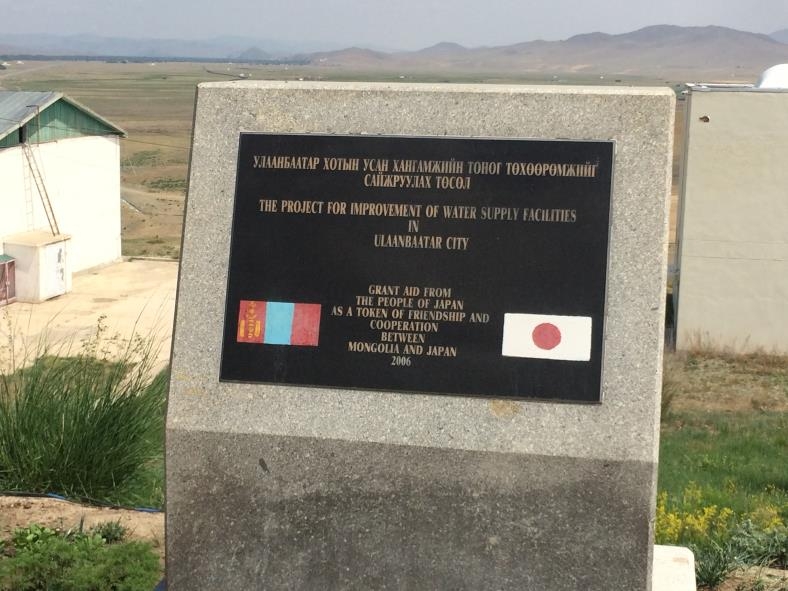 УЛААНБААТАР ХОТЫН УСАН ХАНГАМЖИЙН ТОНОГ ТӨХӨӨРӨМЖИЙГ
САЙЖРУУЛАХ ТӨСӨЛ
THE PROJECT FOR IMPROVEMENT OF WATER SUPPLY FACILITIES
IN
ULAANBAATAR CITY
GRANT AID FROM
THE PEOPLE OF JAPAN
AS A TOKEN OF FRIENDSHIP AND
COOPERATION
BETWEEN
MONGOLIA AND JAPAN
2006